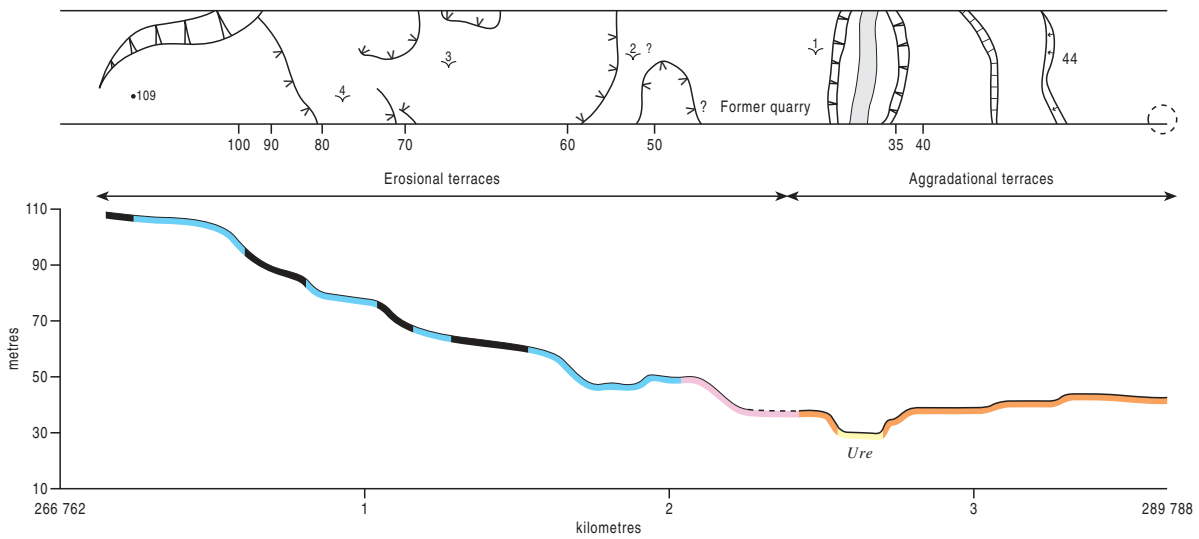 1
2 ?
3
4
•109
44
? Former quarry
100 90 80 70 60 50 35 40
Erosional terraces
Aggradational terraces
110
90
70
50
30
10
metres
Ure
266 762 1 2 3 289 788
kilometres